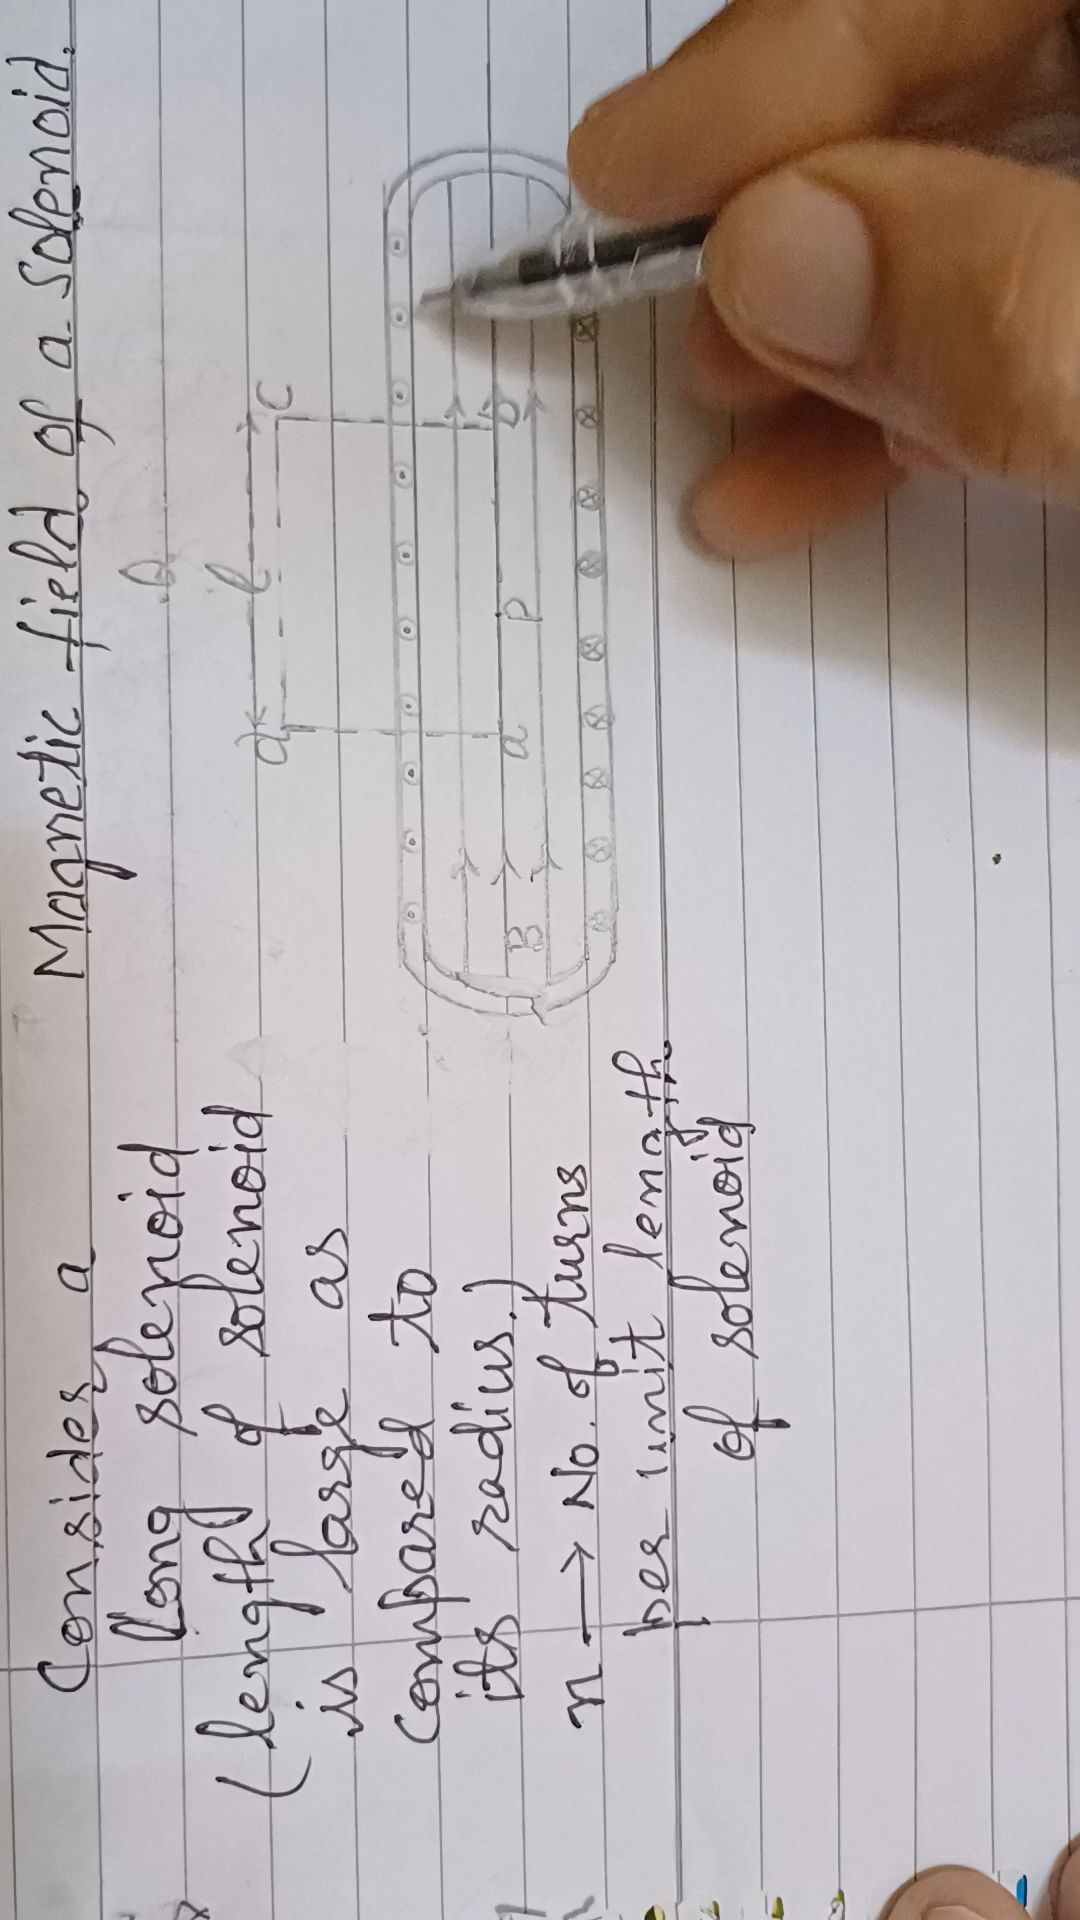 Magnetic field of a solenoid.
Consider a
long solenoid
(length of solenoid
is large as
compared to
its radius.)
n → No. of turns
per unit length
of solenoid
l
d
c
a
P
b
B